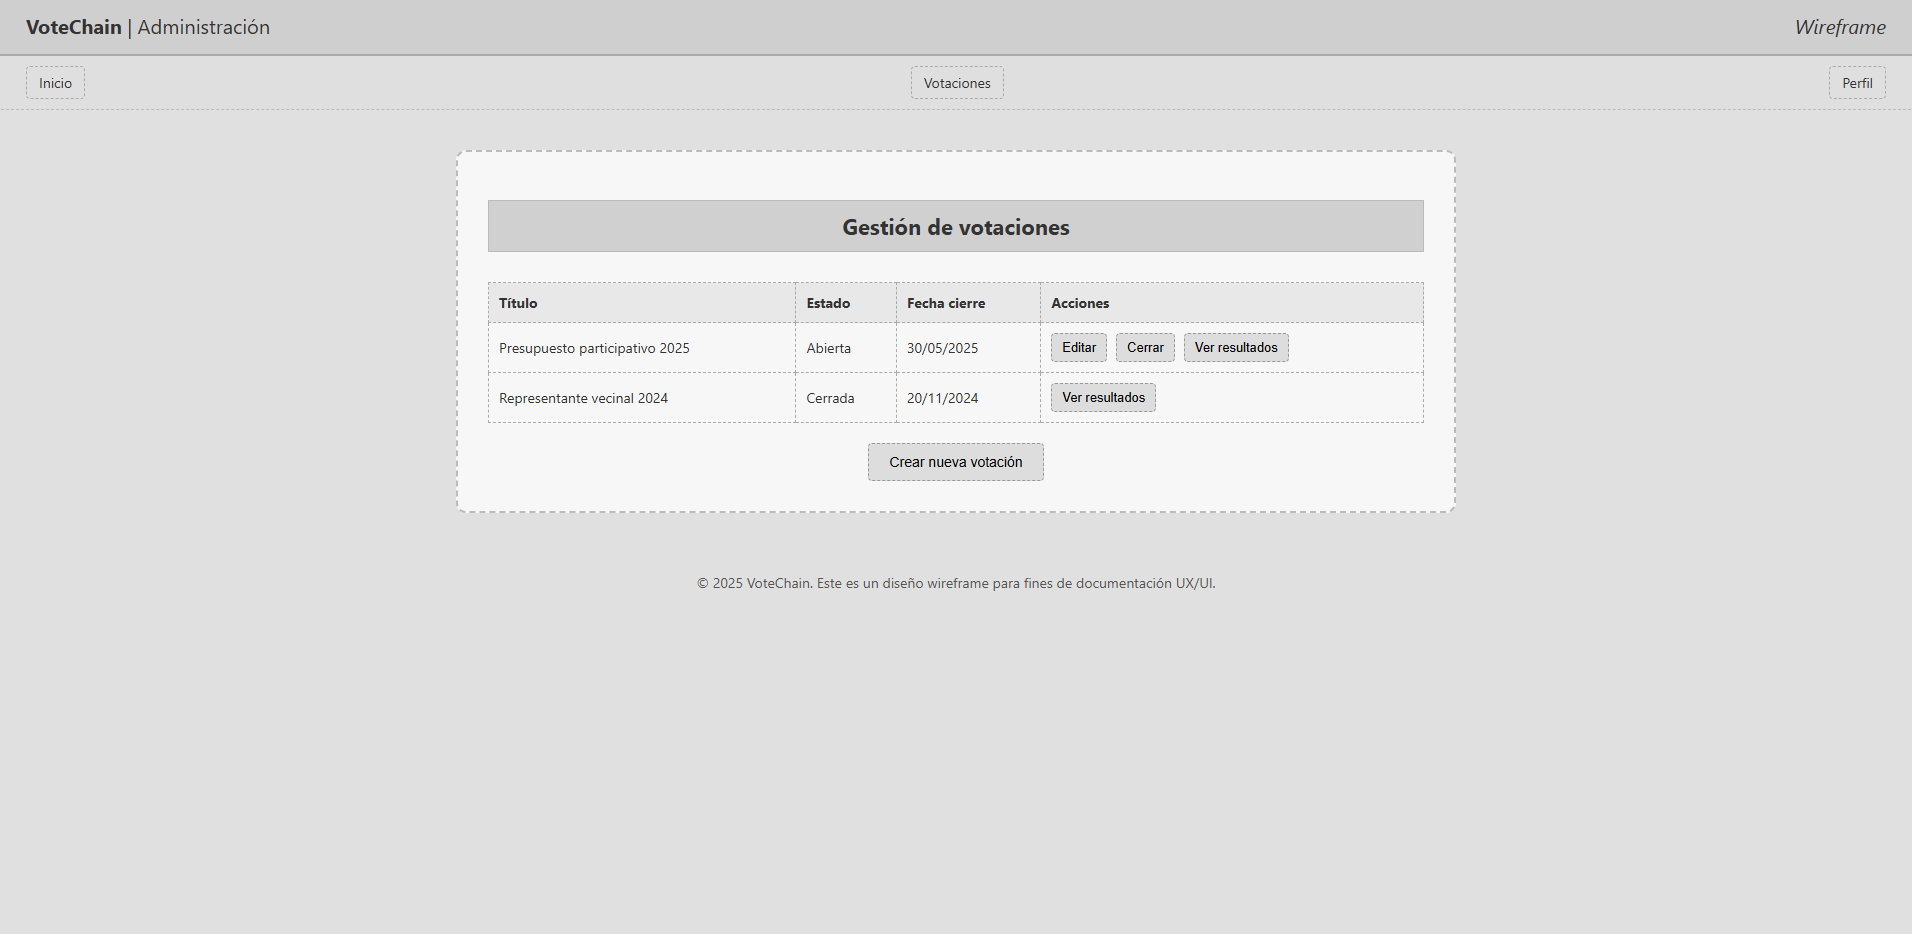 VoteChain | Administración
Wireframe
Inicio
Votaciones
Perfil
Gestión de votaciones
Título Estado Fecha cierre Acciones
Presupuesto participativo 2025 Abierta 30/05/2025 Editar Cerrar Ver resultados
Representante vecinal 2024 Cerrada 20/11/2024 Ver resultados
Crear nueva votación
© 2025 VoteChain. Este es un diseño wireframe para fines de documentación UX/UI.